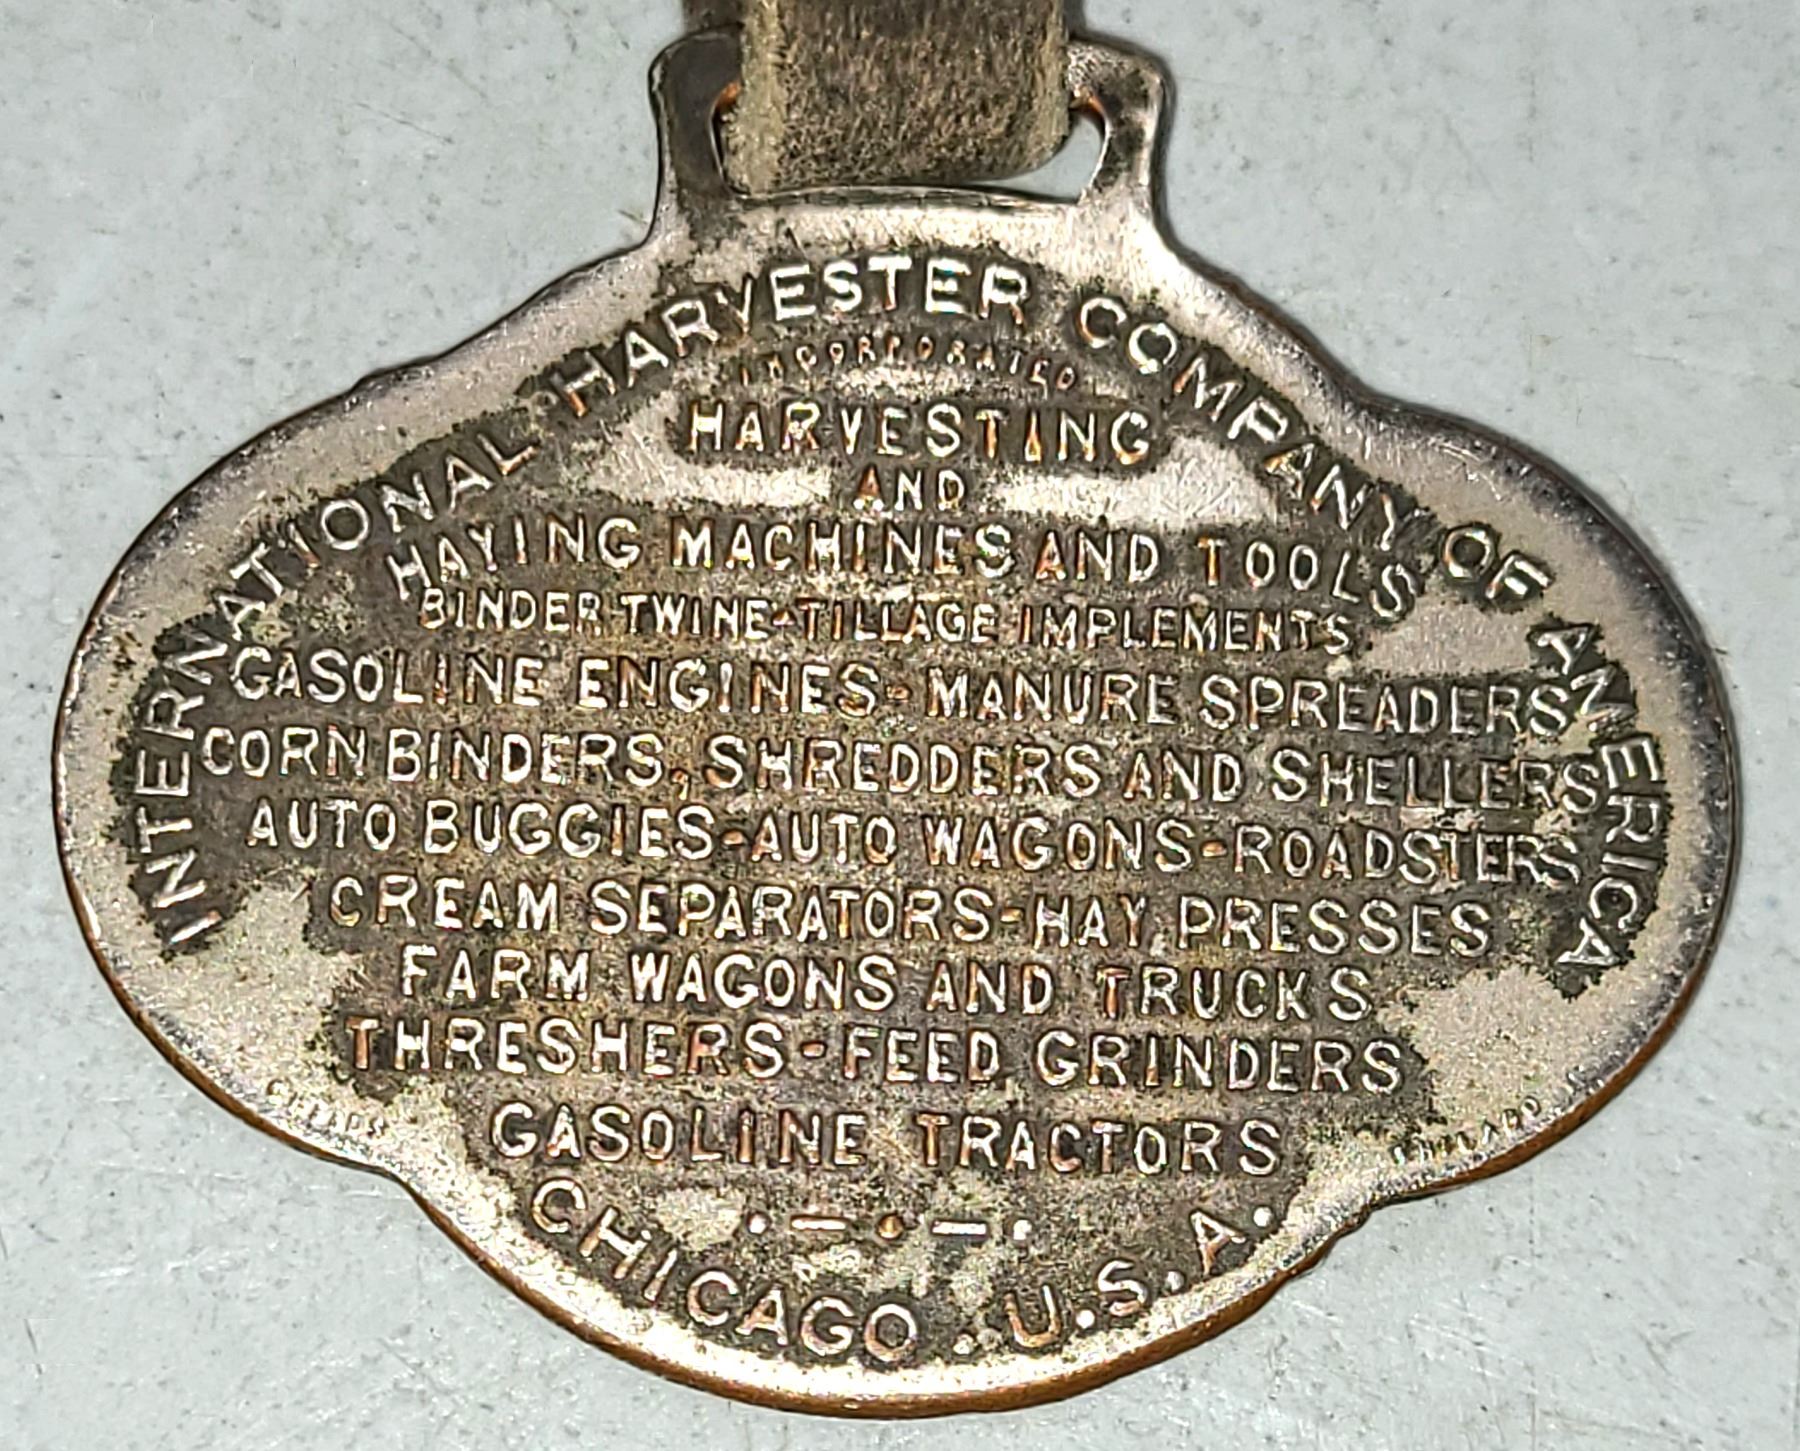 INTERNATIONAL HARVESTER COMPANY OF AMERICA
INCORPORATED
HARVESTING
AND
HAYING MACHINES AND TOOLS
BINDER TWINE-TILLAGE IMPLEMENTS
GASOLINE ENGINES-MANURE SPREADERS
CORN BINDERS, SHREDDERS AND SHELLERS
AUTO BUGGIES-AUTO WAGONS-ROADSTERS
CREAM SEPARATORS-HAY PRESSES
FARM WAGONS AND TRUCKS
THRESHERS-FEED GRINDERS
GASOLINE TRACTORS
CHICAGO. U.S.A.